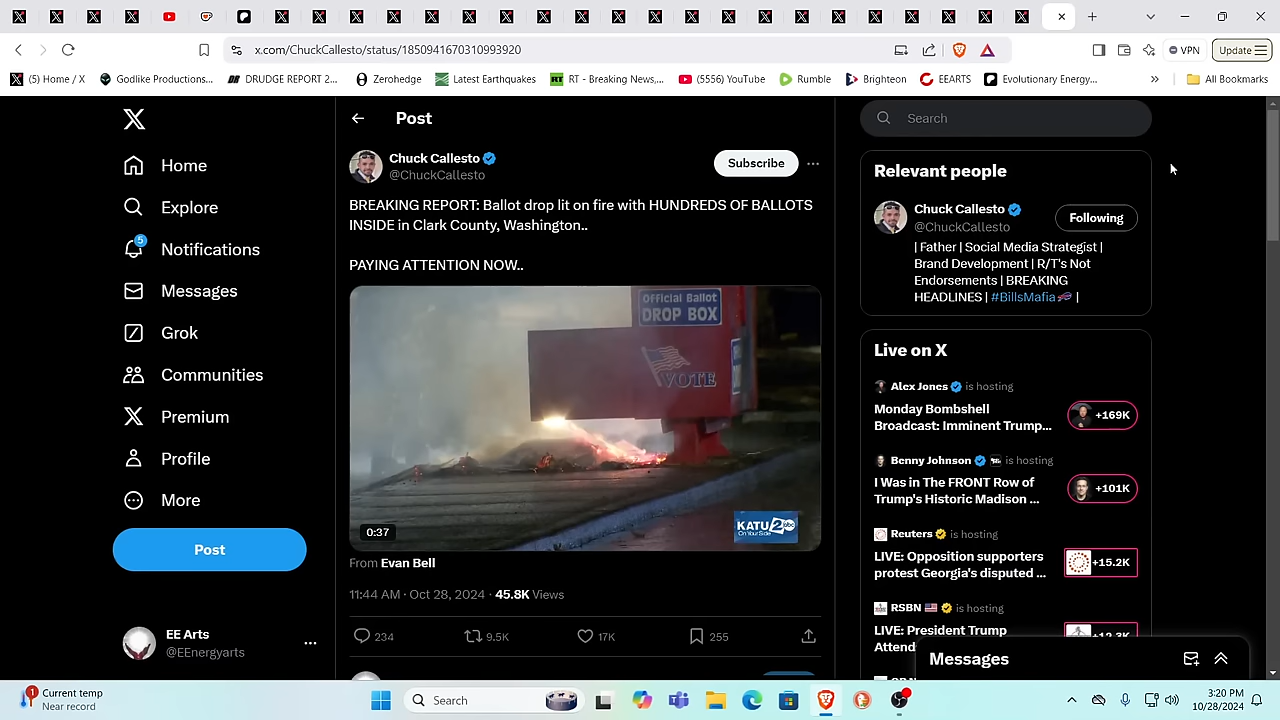 x.com/ChuckCallesto/status/1850941670310993920
VPN
Update
(5) Home / X
Godlike Productions...
DRUDGE REPORT 2...
Zerohedge
Latest Earthquakes
RT - Breaking News,...
(5556) YouTube
Rumble
Brighteon
EEARTS
Evolutionary Energy...
All Bookmarks
Home
Explore
5
Notifications
Messages
Grok
Communities
Premium
Profile
More
Post
EE Arts
@EEnergyarts
Post
Chuck Callesto
@ChuckCallesto
Subscribe
BREAKING REPORT: Ballot drop lit on fire with HUNDREDS OF BALLOTS
INSIDE in Clark County, Washington..
PAYING ATTENTION NOW..
Official Ballot
DROP BOX
VOTE
KATU 2 abc
On Your Side
0:37
From Evan Bell
11:44 AM · Oct 28, 2024 · 45.8K Views
234
9.5K
17K
255
Search
Relevant people
Chuck Callesto
@ChuckCallesto
Following
| Father | Social Media Strategist |
Brand Development | R/T's Not
Endorsements | BREAKING
HEADLINES | #BillsMafia |
Live on X
Alex Jones is hosting
Monday Bombshell
Broadcast: Imminent Trump...
+169K
Benny Johnson is hosting
I Was in The FRONT Row of
Trump's Historic Madison ...
+101K
Reuters is hosting
LIVE: Opposition supporters
protest Georgia's disputed ...
+15.2K
RSBN is hosting
LIVE: President Trump
Attend
Messages
1
Current temp
Near record
Search
3:20 PM
10/28/2024